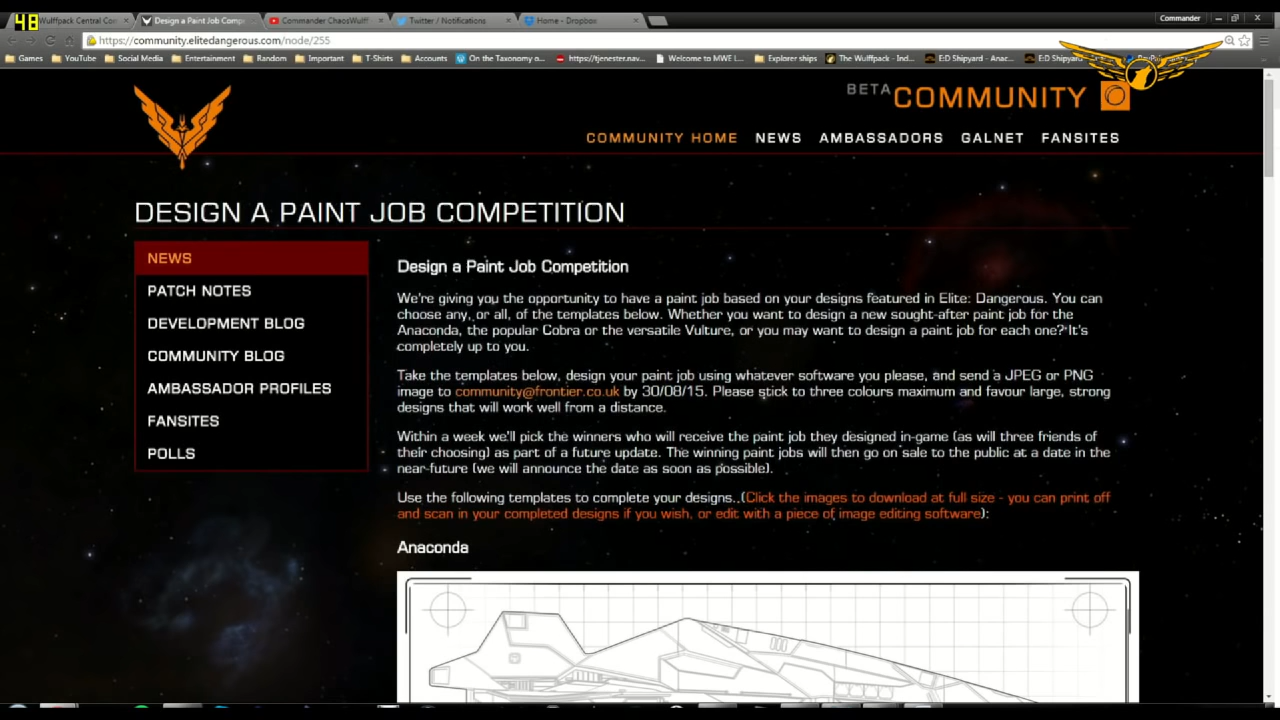 48
Wulffpack Central Co
Design a Paint Job Compe
Commander ChaosWulff
Twitter / Notifications
Home - Dropbox
Commander
https://community.elitedangerous.com/node/255
Games
YouTube
Social Media
Entertainment
Random
Important
T-Shirts
Accounts
On the Taxonomy o...
https://tjenester.nav...
Welcome to MWE L...
Explorer ships
The Wulffpack - Ind...
E:D Shipyard - Anac...
E:D Shipyard
BETA COMMUNITY
COMMUNITY HOME NEWS AMBASSADORS GALNET FANSITES
DESIGN A PAINT JOB COMPETITION
NEWS
PATCH NOTES
DEVELOPMENT BLOG
COMMUNITY BLOG
AMBASSADOR PROFILES
FANSITES
POLLS
Design a Paint Job Competition
We're giving you the opportunity to have a paint job based on your designs featured in Elite: Dangerous. You can
choose any, or all, of the templates below. Whether you want to design a new sought-after paint job for the
Anaconda, the popular Cobra or the versatile Vulture, or you may want to design a paint job for each one? It's
completely up to you.
Take the templates below, design your paint job using whatever software you please, and send a JPEG or PNG
image to community@frontier.co.uk by 30/08/15. Please stick to three colours maximum and favour large, strong
designs that will work well from a distance.
Within a week we'll pick the winners who will receive the paint job they designed in-game (as will three friends of
their choosing) as part of a future update. The winning paint jobs will then go on sale to the public at a date in the
near-future (we will announce the date as soon as possible).
Use the following templates to complete your designs..(Click the images to download at full size - you can print off
and scan in your completed designs if you wish, or edit with a piece of image editing software):
Anaconda